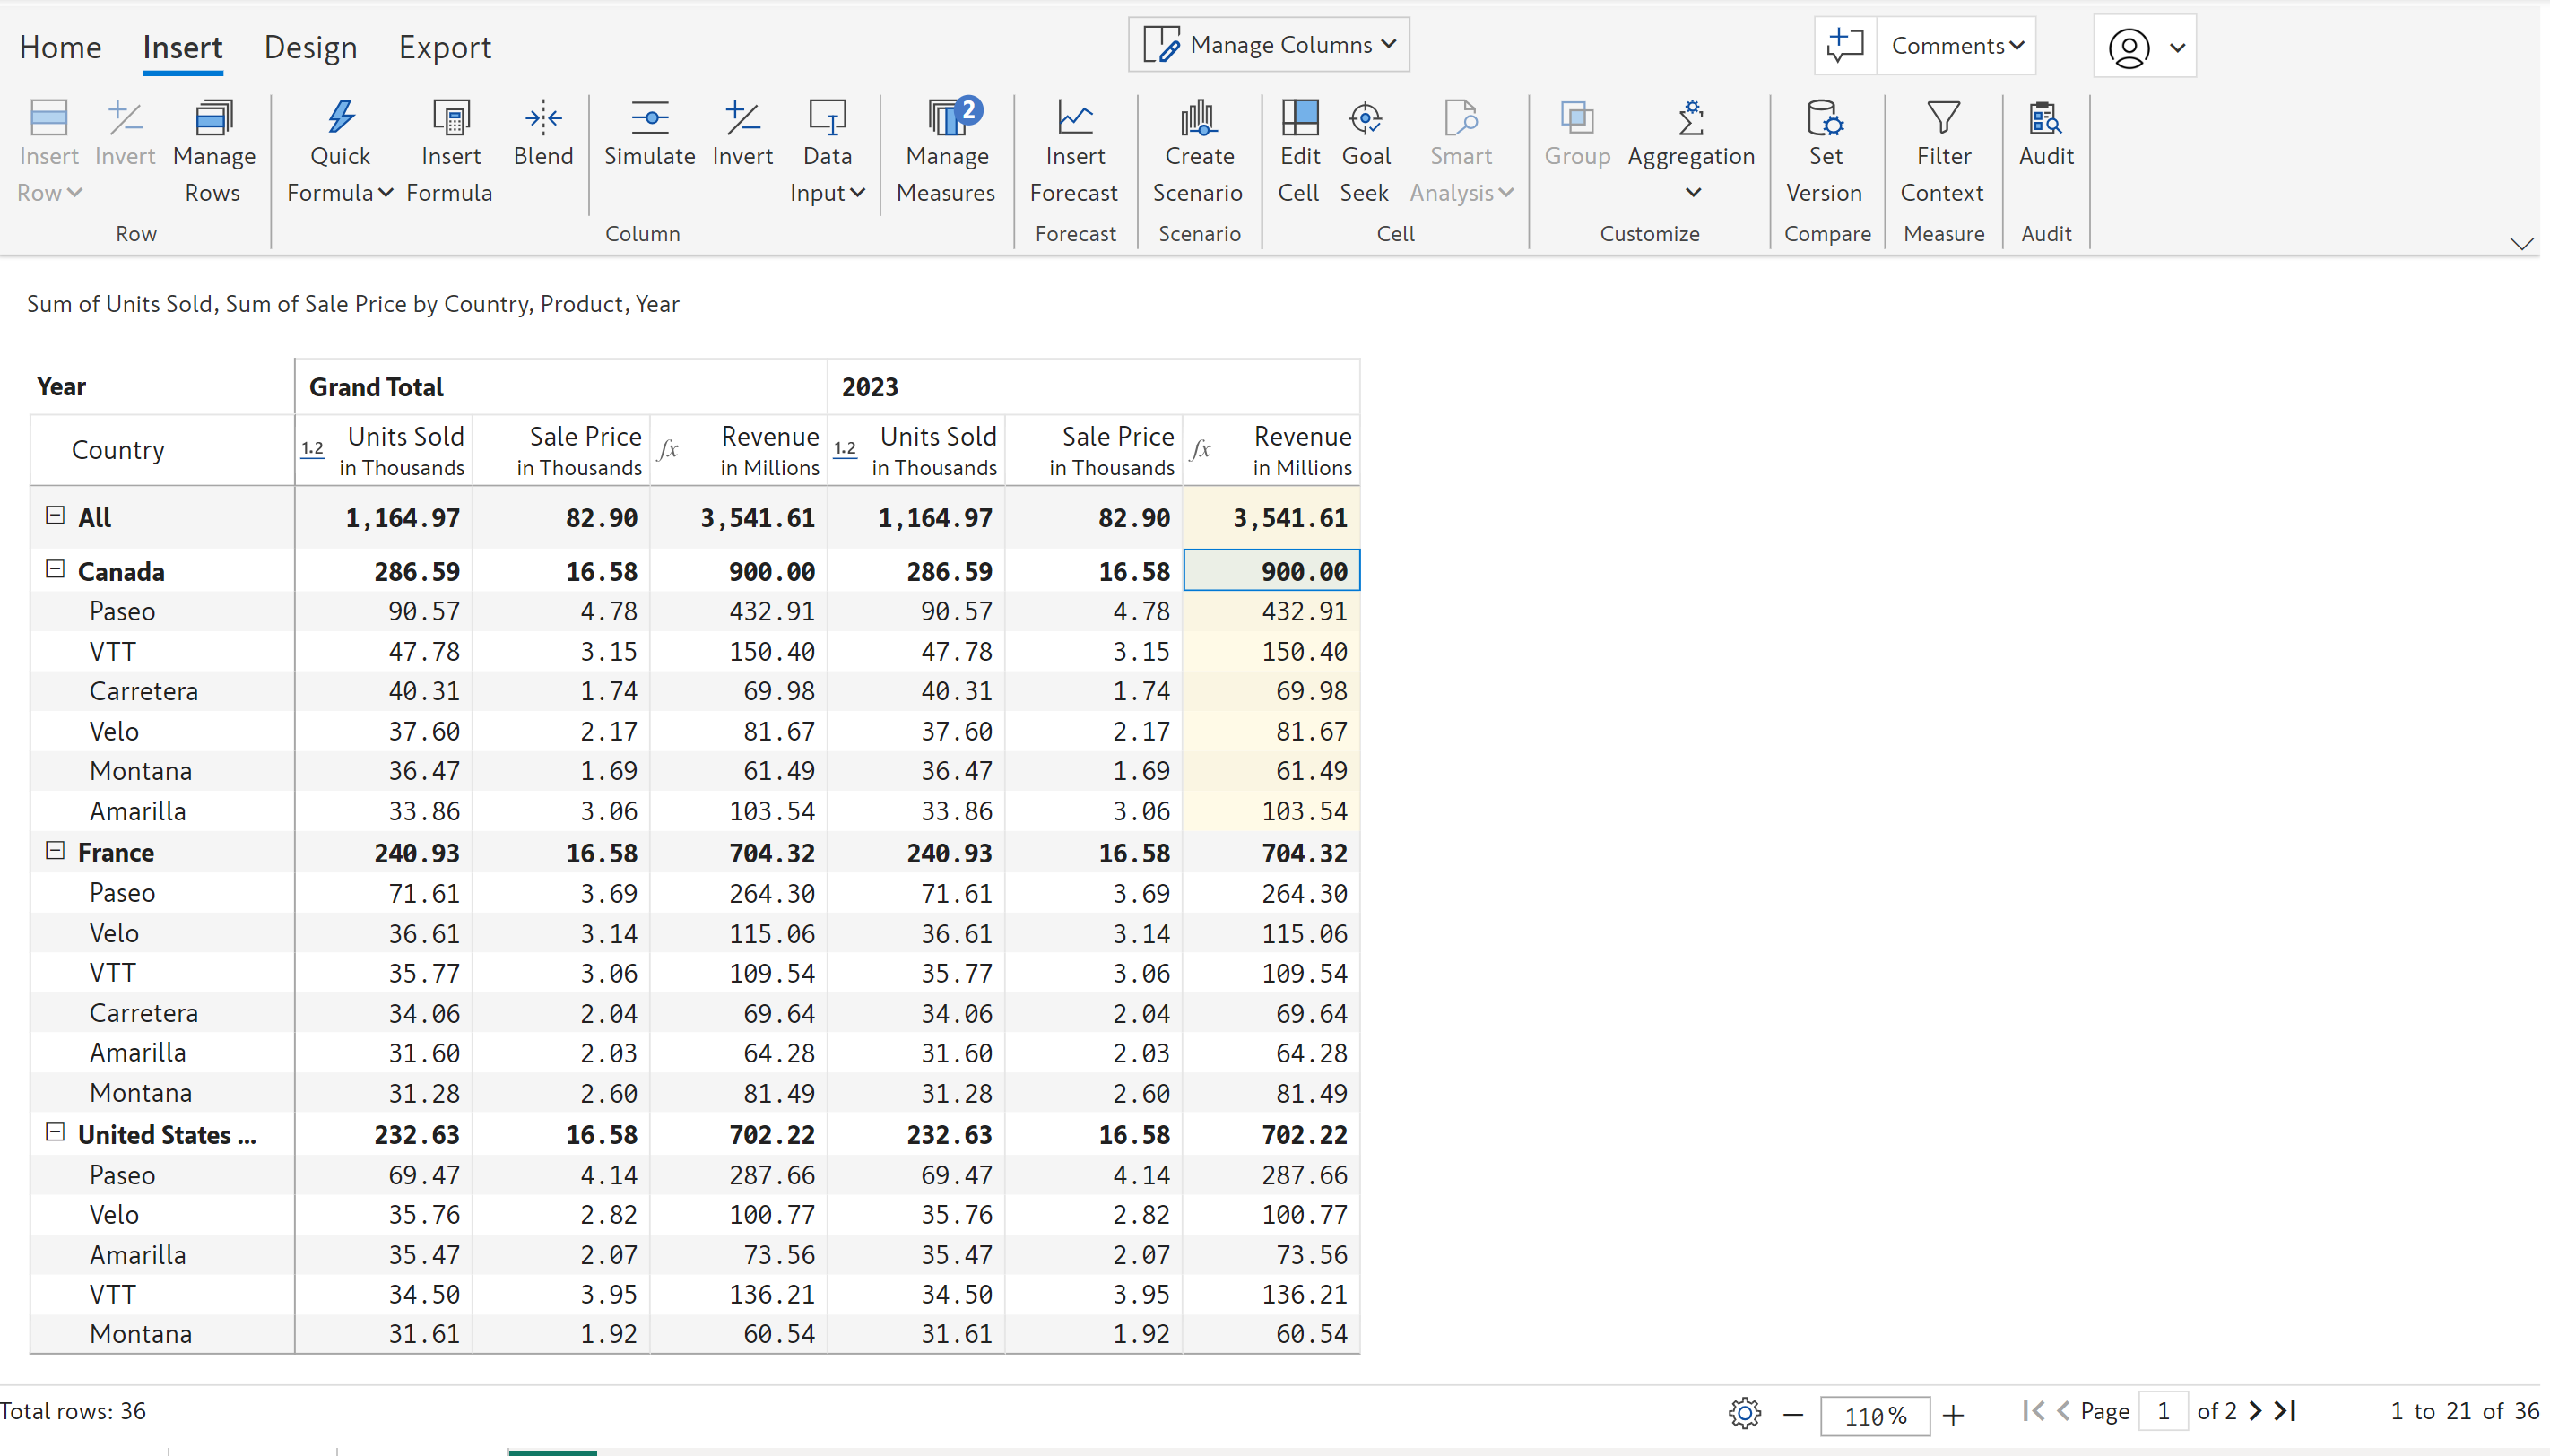 Home Insert Design Export Manage Columns Comments
Insert Row Invert Manage Rows Quick Formula Insert Formula Blend Simulate Invert Data Input 2 Manage Measures Insert Forecast Create Scenario Edit Cell Goal Seek Smart Analysis Group Aggregation Set Version Filter Context Audit
Row Column Forecast Scenario Cell Customize Compare Measure Audit
Sum of Units Sold, Sum of Sale Price by Country, Product, Year
Year Grand Total 2023
Country 1.2 Units Sold in Thousands Sale Price in Thousands fx Revenue in Millions 1.2 Units Sold in Thousands Sale Price in Thousands fx Revenue in Millions
All 1,164.97 82.90 3,541.61 1,164.97 82.90 3,541.61
Canada 286.59 16.58 900.00 286.59 16.58 900.00
Paseo 90.57 4.78 432.91 90.57 4.78 432.91
VTT 47.78 3.15 150.40 47.78 3.15 150.40
Carretera 40.31 1.74 69.98 40.31 1.74 69.98
Velo 37.60 2.17 81.67 37.60 2.17 81.67
Montana 36.47 1.69 61.49 36.47 1.69 61.49
Amarilla 33.86 3.06 103.54 33.86 3.06 103.54
France 240.93 16.58 704.32 240.93 16.58 704.32
Paseo 71.61 3.69 264.30 71.61 3.69 264.30
Velo 36.61 3.14 115.06 36.61 3.14 115.06
VTT 35.77 3.06 109.54 35.77 3.06 109.54
Carretera 34.06 2.04 69.64 34.06 2.04 69.64
Amarilla 31.60 2.03 64.28 31.60 2.03 64.28
Montana 31.28 2.60 81.49 31.28 2.60 81.49
United States ... 232.63 16.58 702.22 232.63 16.58 702.22
Paseo 69.47 4.14 287.66 69.47 4.14 287.66
Velo 35.76 2.82 100.77 35.76 2.82 100.77
Amarilla 35.47 2.07 73.56 35.47 2.07 73.56
VTT 34.50 3.95 136.21 34.50 3.95 136.21
Montana 31.61 1.92 60.54 31.61 1.92 60.54
Total rows: 36 110% Page 1 of 2 1 to 21 of 36